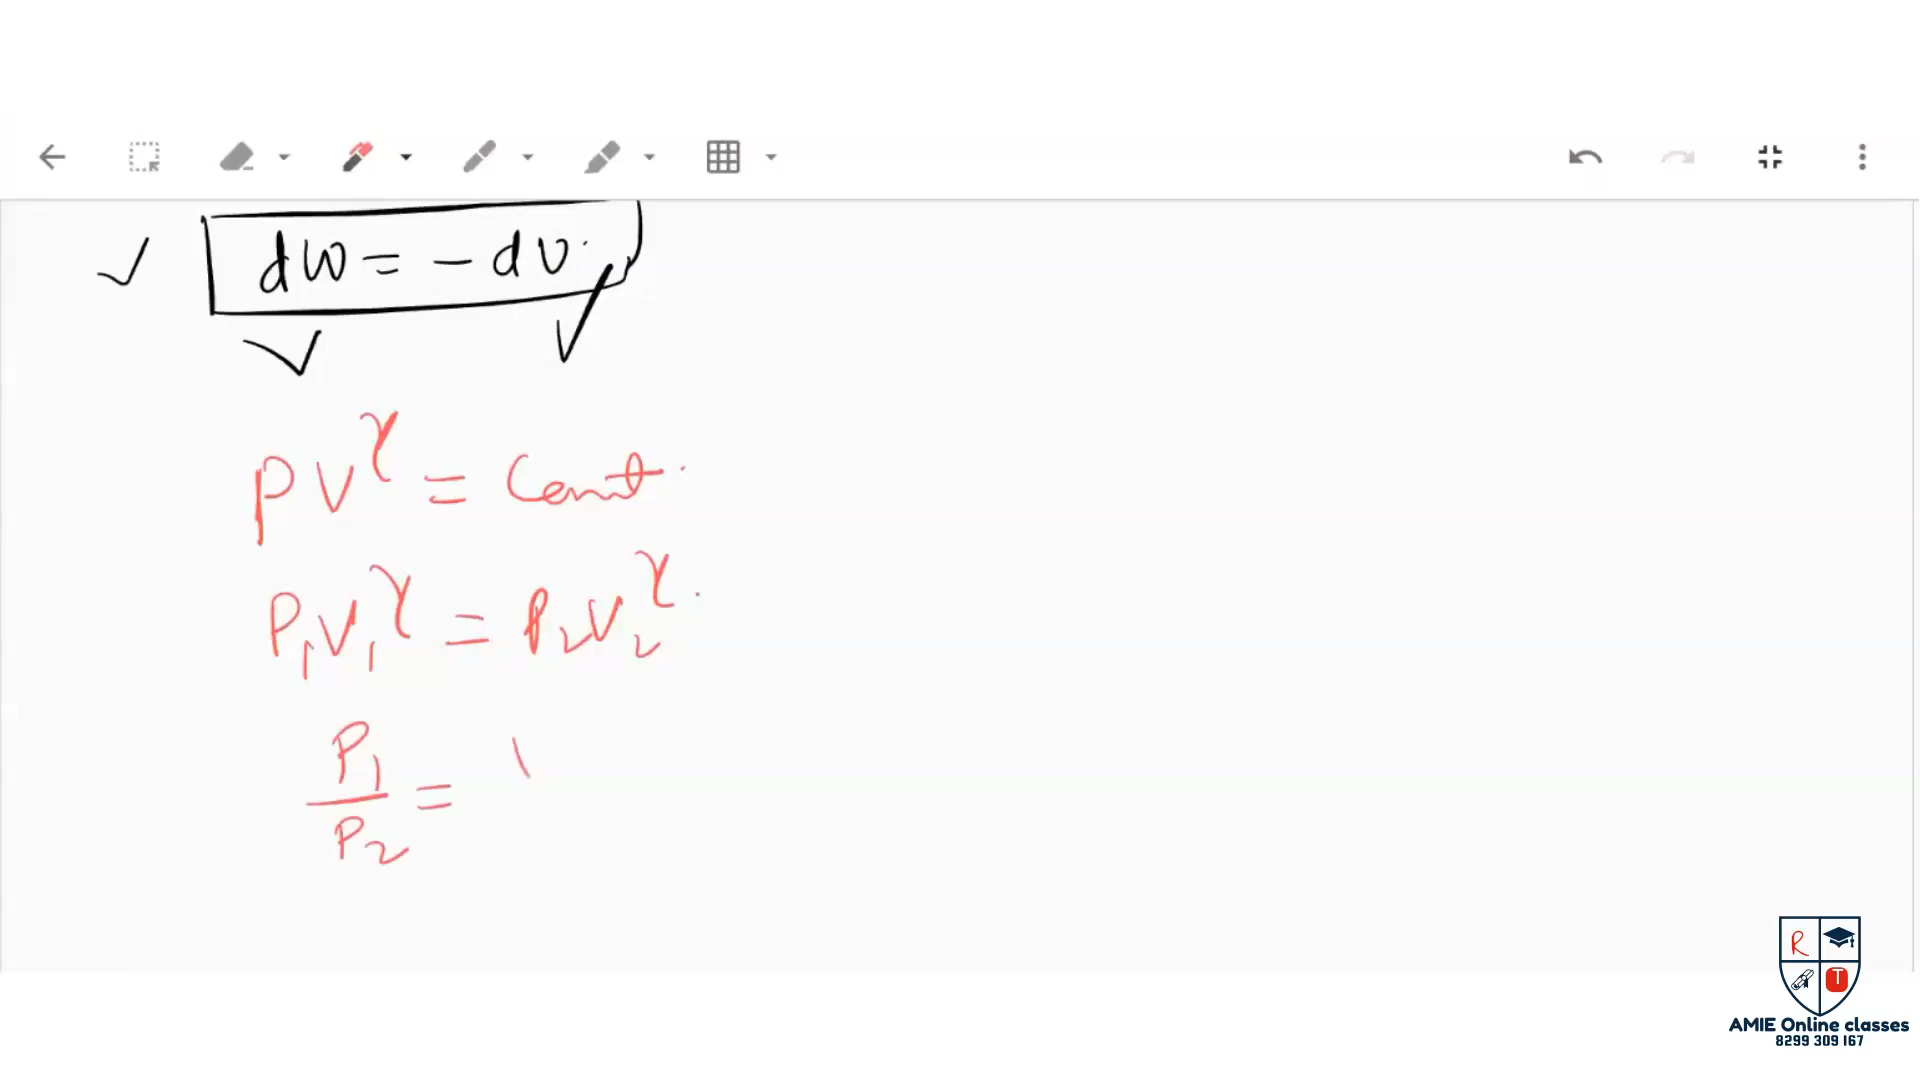 dW = - dU.
PV^γ = Const.
P₁V₁^γ = P₂V₂^γ.
P₁/P₂ =
R
T
AMIE Online classes
8299 309 167